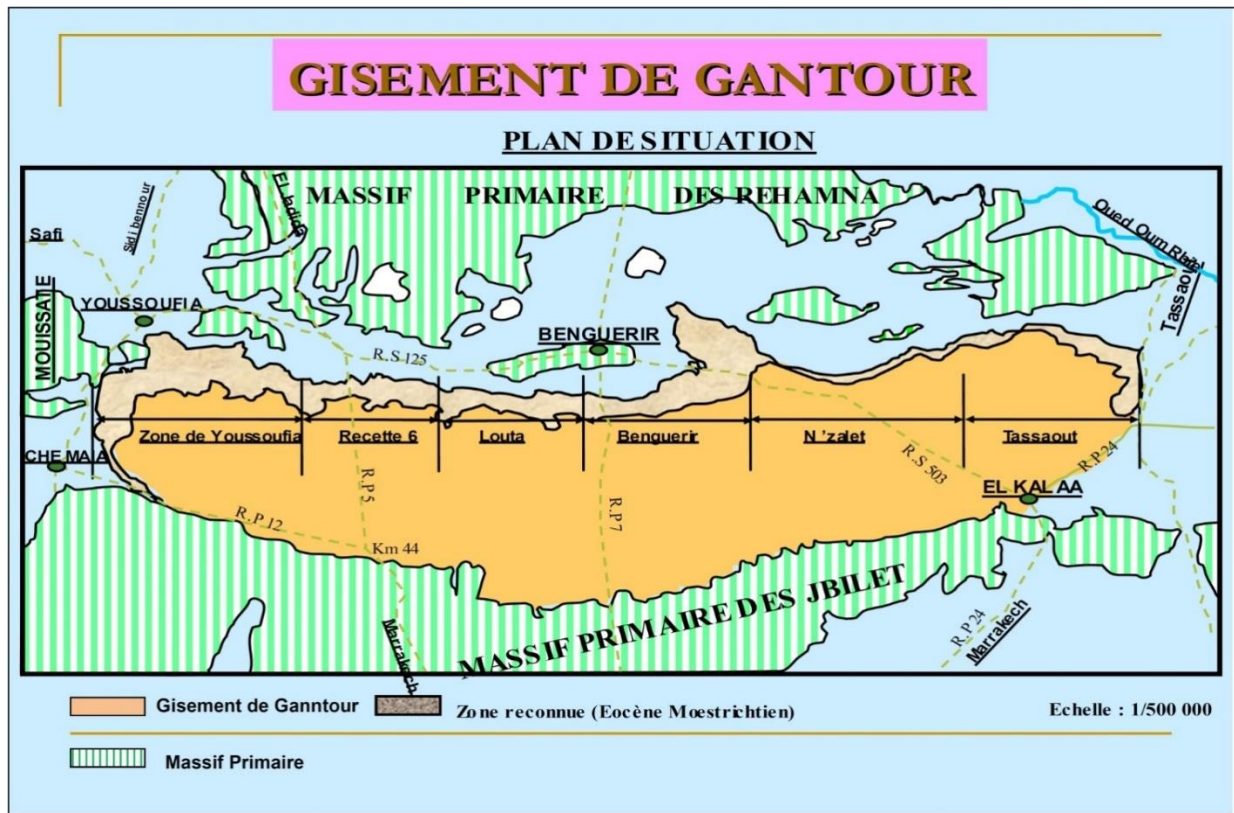 GISEMENT DE GANTOUR
PLAN DE SITUATION
MASSIF PRIMAIRE DES REHAMNA
El Jadida
Sidi bennour
Safi
Oued Oum Rbie
Tassaout
MOUISSATE
YOUSSOUFIA
BENGUERIR
R.S 125
Zone de Youssoufia
Recette 6
Louta
Benguerir
N'zalet
Tassaout
CHEMAIA
R.P 5
R.P 7
R.S 503
R.P 24
EL KALAA
R.P 12
Km 44
MASSIF PRIMAIRE DES JBILET
Marrakech
R.P 24
Marrakech
Gisement de Ganntour
Zone reconnue (Eocène Mœstrichtien)
Echelle : 1/500 000
Massif Primaire